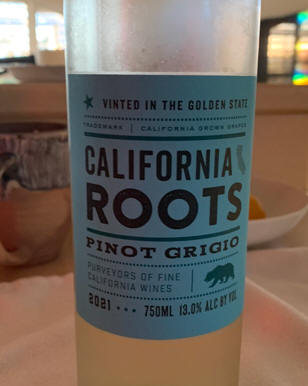 VINTED IN THE GOLDEN STATE
TRADEMARK | CALIFORNIA GROWN GRAPES
CALIFORNIA
ROOTS
PINOT GRIGIO
PURVEYORS OF FINE
CALIFORNIA WINES
2021 ••• 750ML 13.0% ALC BY VOL